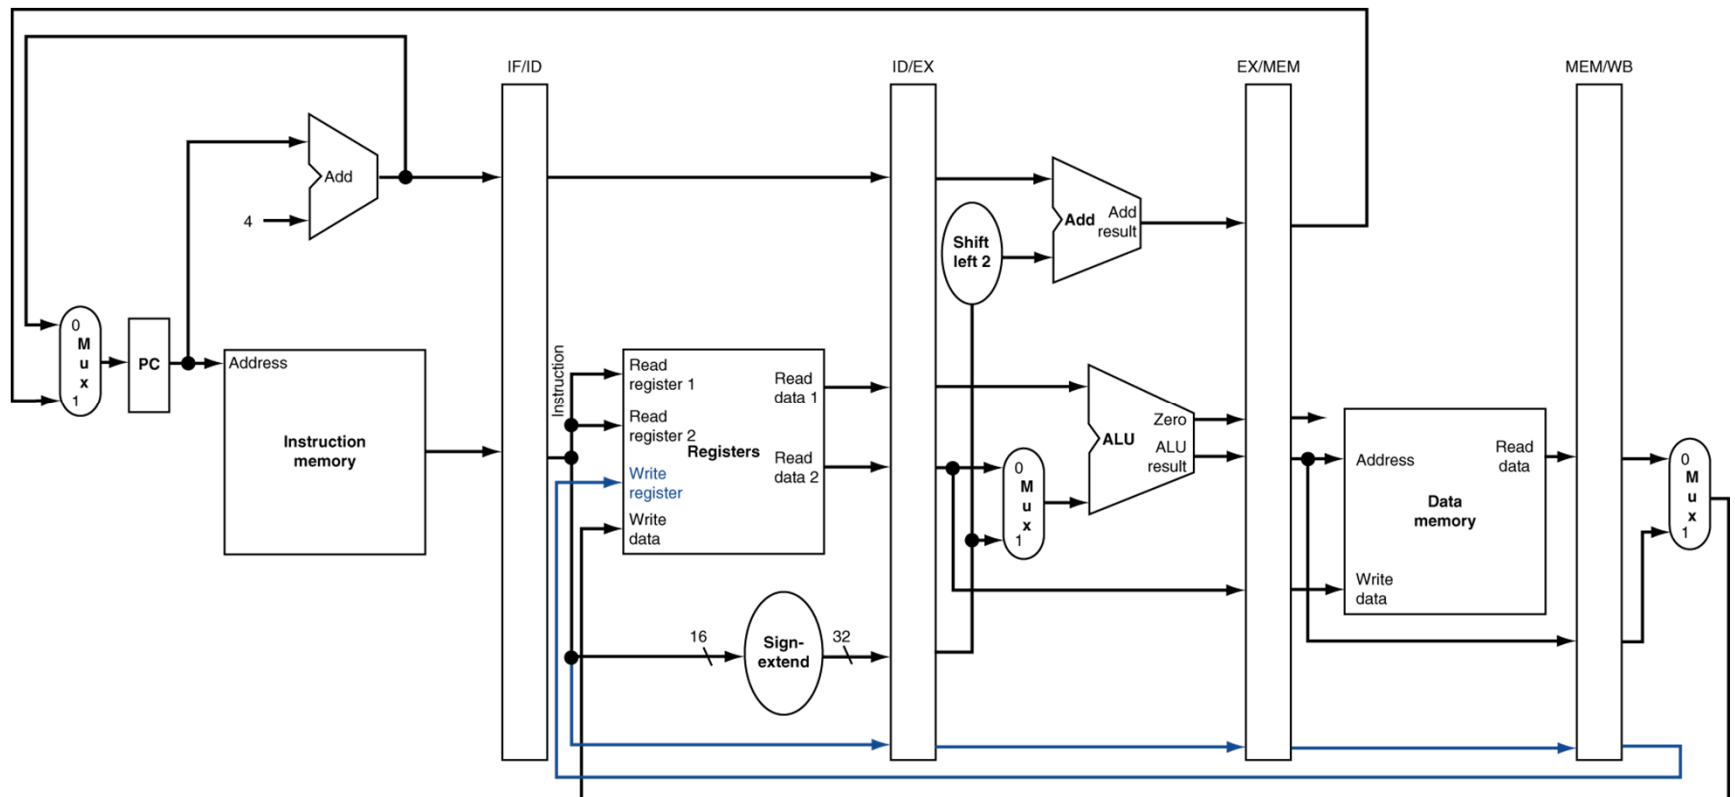 IF/ID
ID/EX
EX/MEM
MEM/WB
Add
4
Add
Add
result
Shift
left 2
0
M
u
x
1
PC
Address
Instruction
memory
Instruction
Read
register 1
Read
register 2
Write
register
Write
data
Registers
Read
data 1
Read
data 2
16
Sign-
extend
32
0
M
u
x
1
Zero
ALU
ALU
result
Address
Read
data
Data
memory
Write
data
0
M
u
x
1